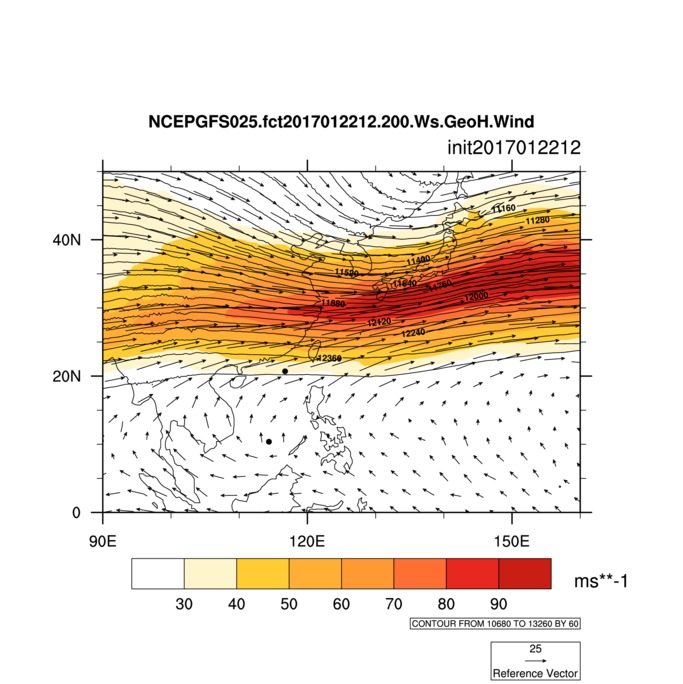 NCEPGFS025.fct2017012212.200.Ws.GeoH.Wind
init2017012212
11160
11280
40N
11400
11520
11640
11760
11880
12000
12120
12240
12360
20N
0
90E 120E 150E
ms**-1
30 40 50 60 70 80 90
CONTOUR FROM 10680 TO 13260 BY 60
25
Reference Vector